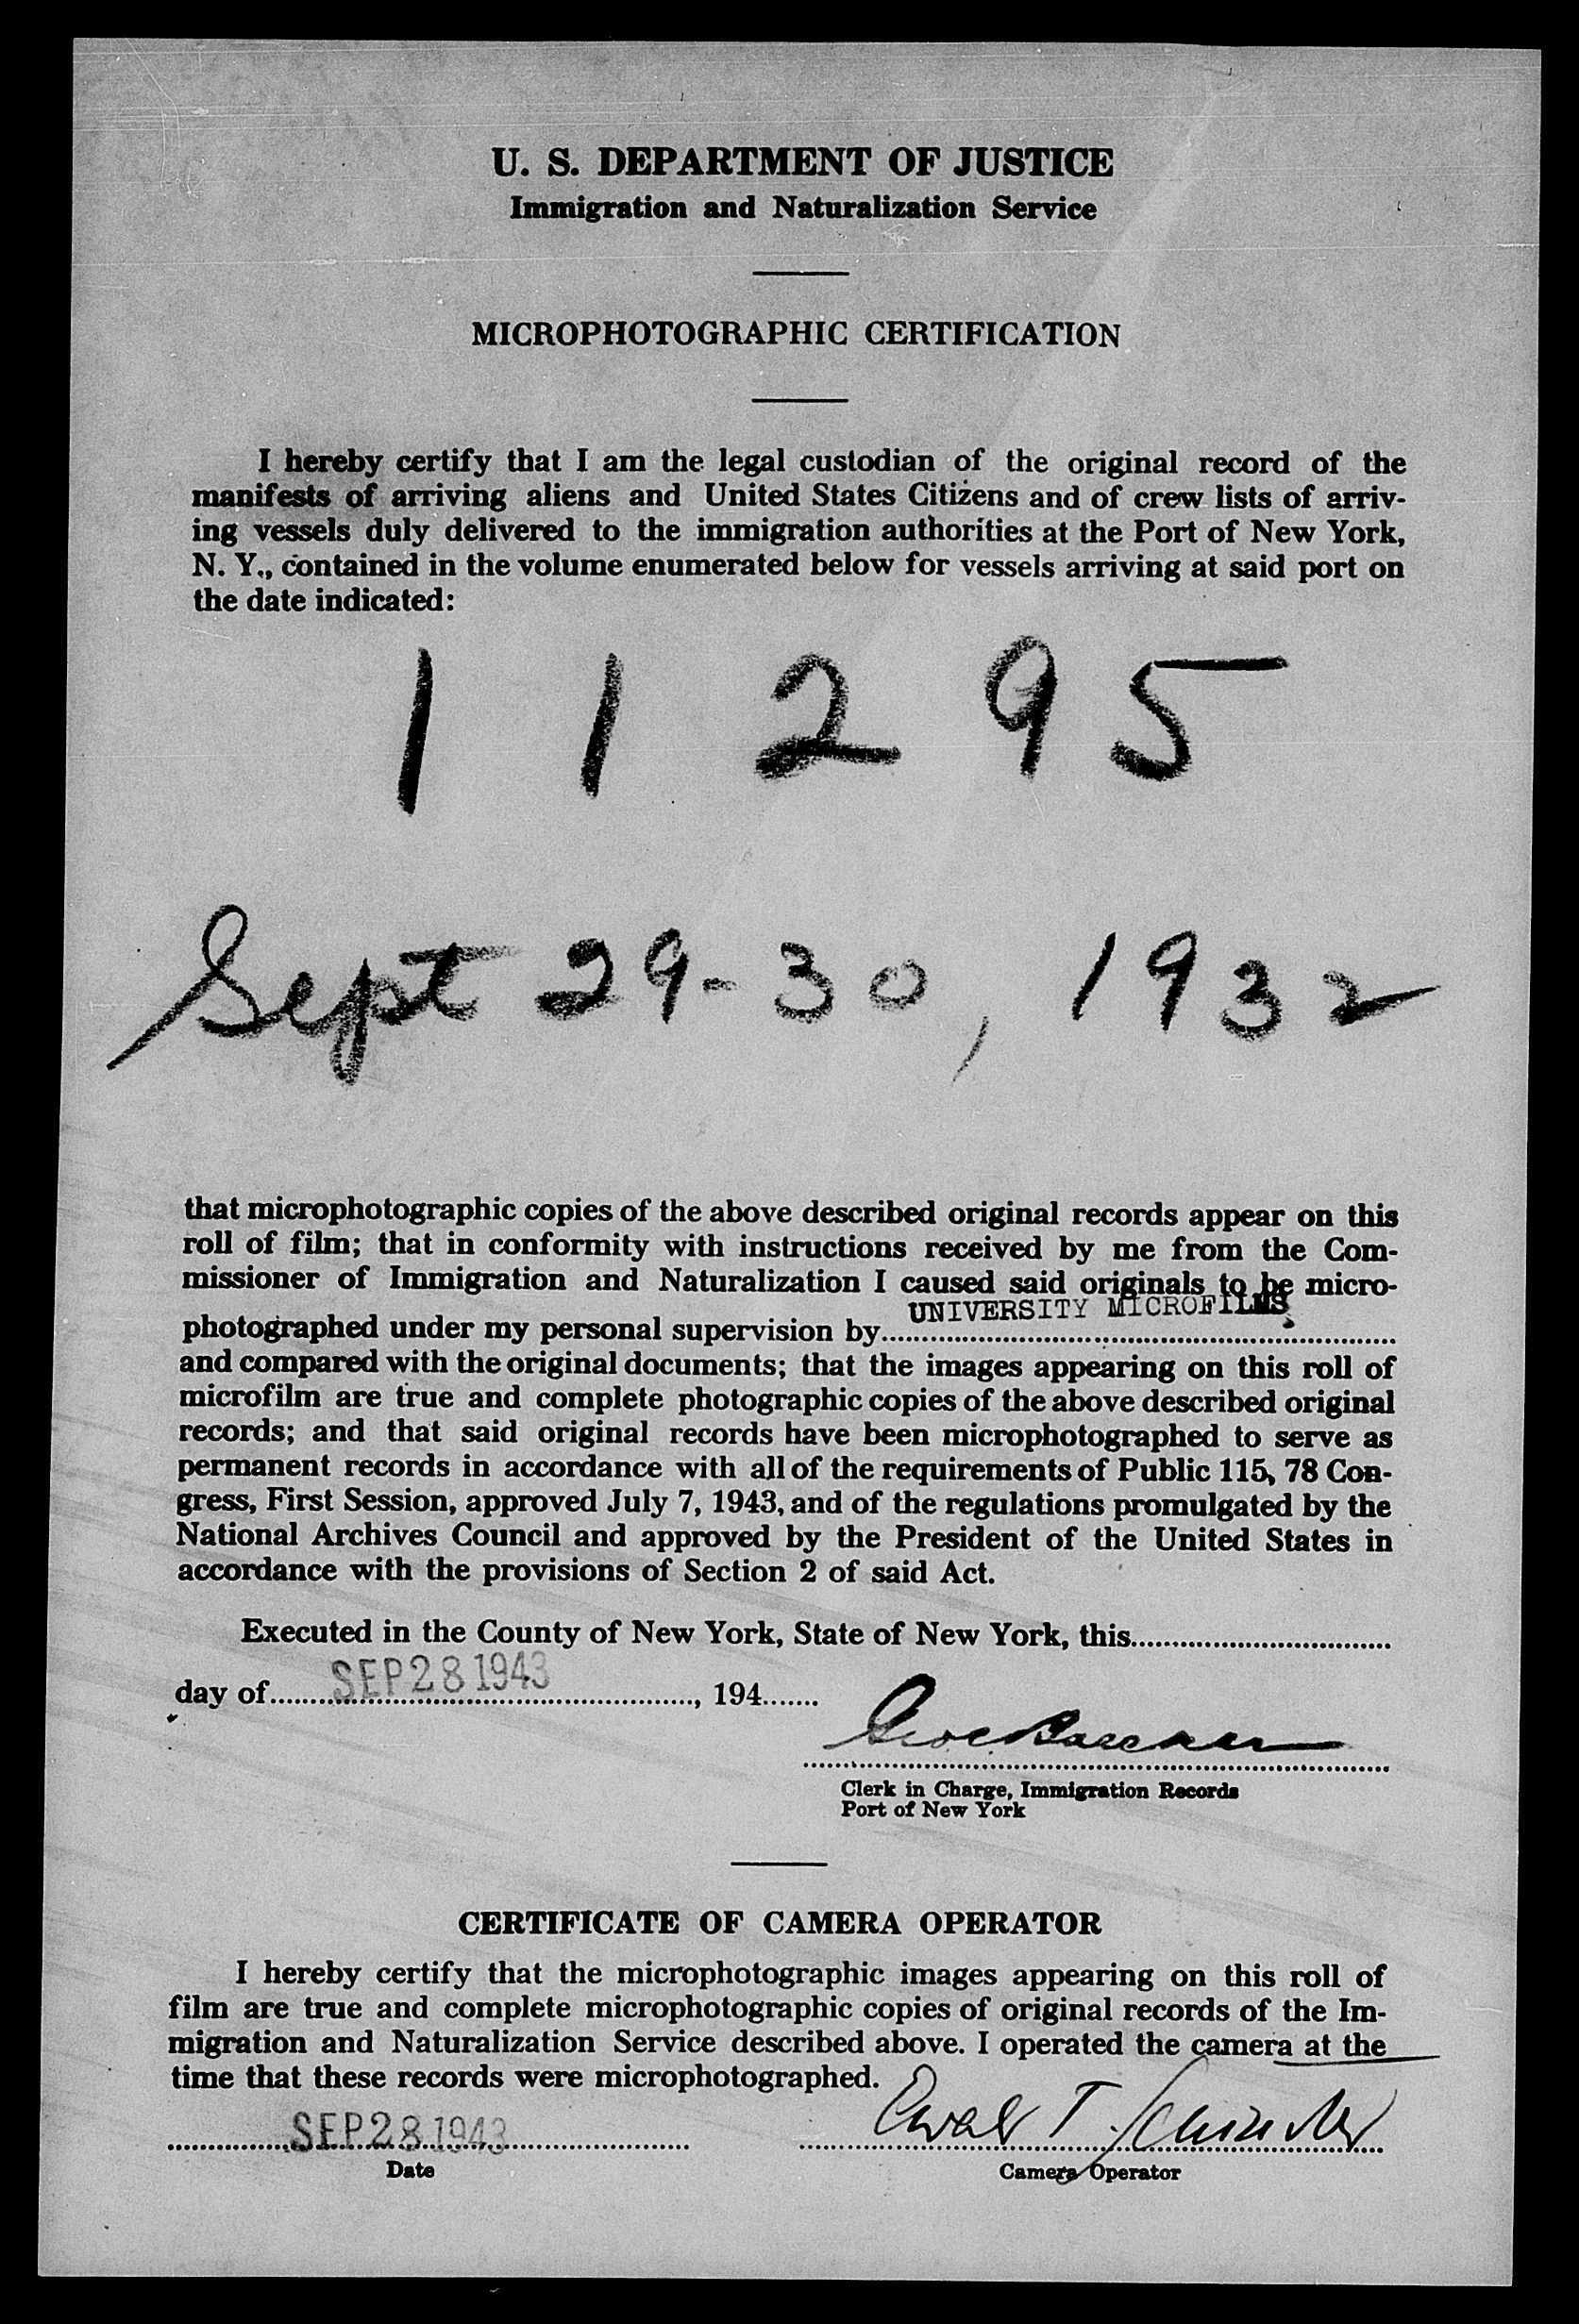 U. S. DEPARTMENT OF JUSTICE
Immigration and Naturalization Service
MICROPHOTOGRAPHIC CERTIFICATION
I hereby certify that I am the legal custodian of the original record of the
manifests of arriving aliens and United States Citizens and of crew lists of arriv-
ing vessels duly delivered to the immigration authorities at the Port of New York,
N. Y., contained in the volume enumerated below for vessels arriving at said port on
the date indicated:
1 1 2 9 5
Sept 29-30, 1932
that microphotographic copies of the above described original records appear on this
roll of film; that in conformity with instructions received by me from the Com-
missioner of Immigration and Naturalization I caused said originals to be micro-
UNIVERSITY MICROFILMS
photographed under my personal supervision by
and compared with the original documents; that the images appearing on this roll of
microfilm are true and complete photographic copies of the above described original
records; and that said original records have been microphotographed to serve as
permanent records in accordance with all of the requirements of Public 115, 78 Con-
gress, First Session, approved July 7, 1943, and of the regulations promulgated by the
National Archives Council and approved by the President of the United States in
accordance with the provisions of Section 2 of said Act.
Executed in the County of New York, State of New York, this
day of SEP 28 1943, 194
Clerk in Charge, Immigration Records
Port of New York
CERTIFICATE OF CAMERA OPERATOR
I hereby certify that the microphotographic images appearing on this roll of
film are true and complete microphotographic copies of original records of the Im-
migration and Naturalization Service described above. I operated the camera at the
time that these records were microphotographed.
SEP 28 1943
Date
Camera Operator